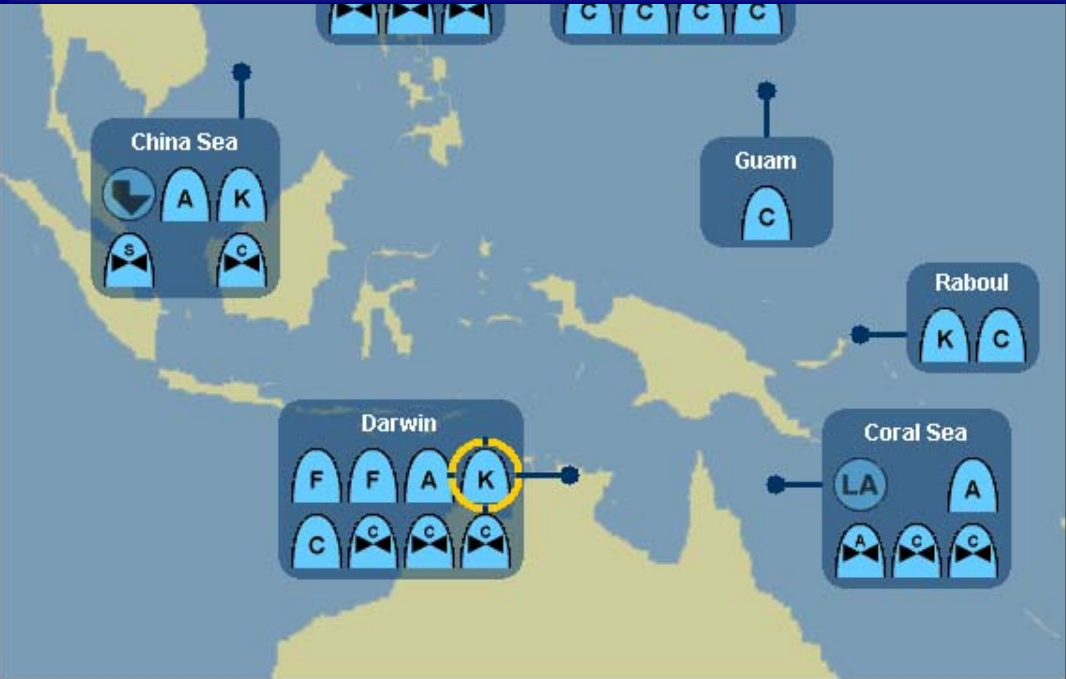 C C C C
China Sea
A K
S C
Guam
C
Raboul
K C
Darwin
F F A K
C C C C
Coral Sea
LA A
A C C